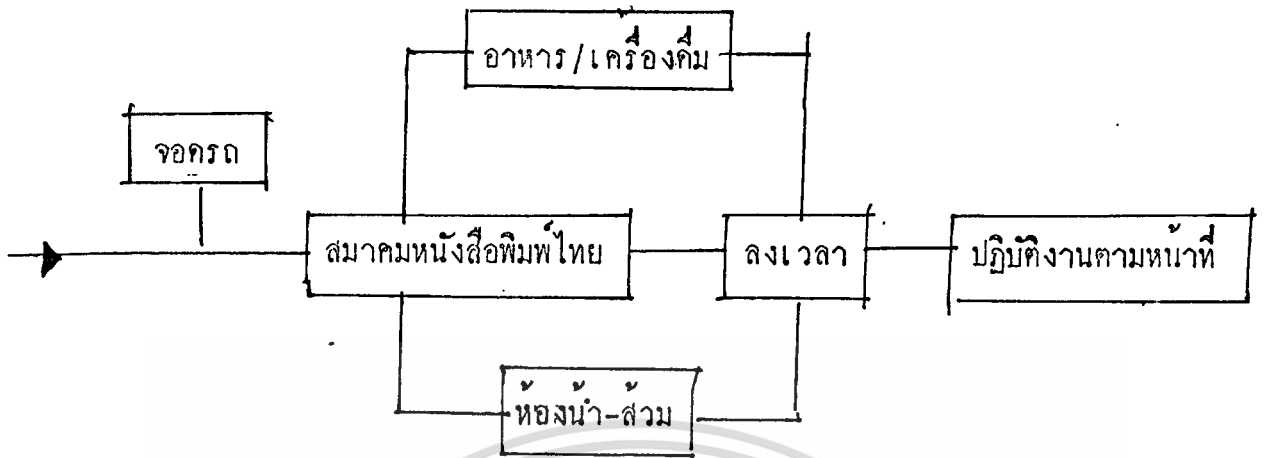 อาหาร/เครื่องดื่ม
จอดรถ
สมาคมหนังสือพิมพ์ไทย
ลงเวลา
ปฏิบัติงานตามหน้าที่
ห้องน้ำ-ส้วม